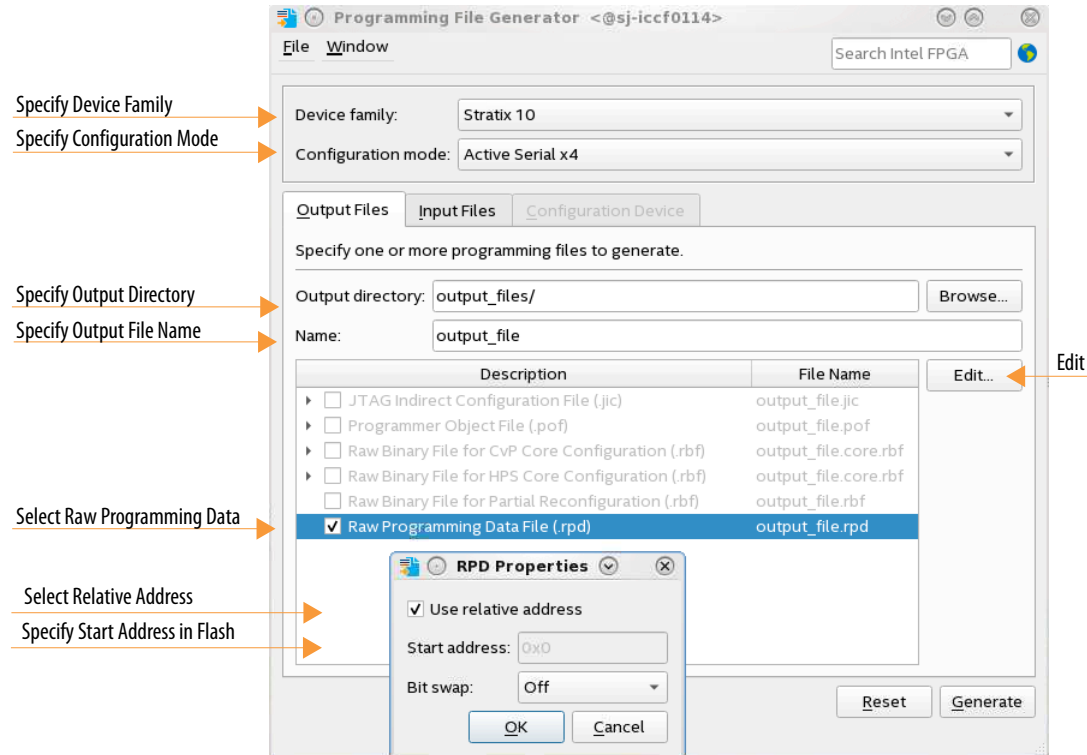 Programming File Generator <@sj-iccf0114>
File Window
Search Intel FPGA
Specify Device Family
Device family: Stratix 10
Specify Configuration Mode
Configuration mode: Active Serial x4
Output Files Input Files Configuration Device
Specify one or more programming files to generate.
Specify Output Directory
Output directory: output_files/ Browse...
Specify Output File Name
Name: output_file
Edit
Description File Name Edit...
JTAG Indirect Configuration File (.jic) output_file.jic
Programmer Object File (.pof) output_file.pof
Raw Binary File for CvP Core Configuration (.rbf) output_file.core.rbf
Raw Binary File for HPS Core Configuration (.rbf) output_file.core.rbf
Raw Binary File for Partial Reconfiguration (.rbf) output_file.rbf
Select Raw Programming Data
Raw Programming Data File (.rpd) output_file.rpd
RPD Properties
Select Relative Address
Use relative address
Specify Start Address in Flash
Start address: 0x0
Bit swap: Off
OK Cancel
Reset Generate